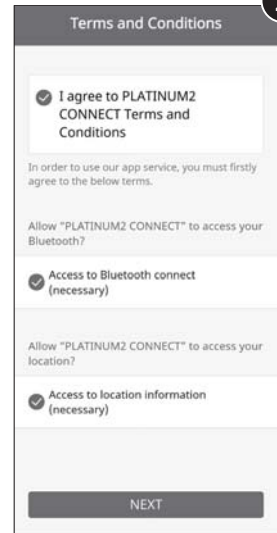 Terms and Conditions
I agree to PLATINUM2
CONNECT Terms and
Conditions
In order to use our app service, you must firstly
agree to the below terms.
Allow "PLATINUM2 CONNECT" to access your
Bluetooth?
Access to Bluetooth connect
(necessary)
Allow "PLATINUM2 CONNECT" to access your
location?
Access to location information
(necessary)
NEXT